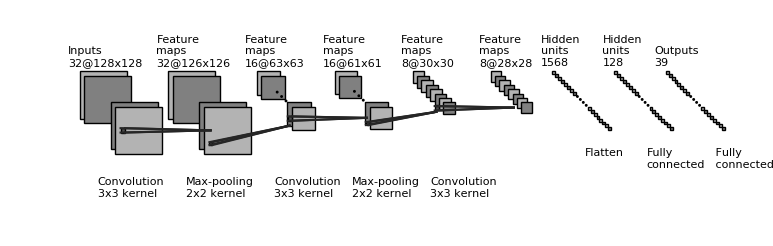 Inputs
32@128x128
Feature
maps
32@126x126
Feature
maps
16@63x63
Feature
maps
16@61x61
Feature
maps
8@30x30
Feature
maps
8@28x28
Hidden
units
1568
Hidden
units
128
Outputs
39
Convolution
3x3 kernel
Max-pooling
2x2 kernel
Convolution
3x3 kernel
Max-pooling
2x2 kernel
Convolution
3x3 kernel
Flatten
Fully
connected
Fully
connected